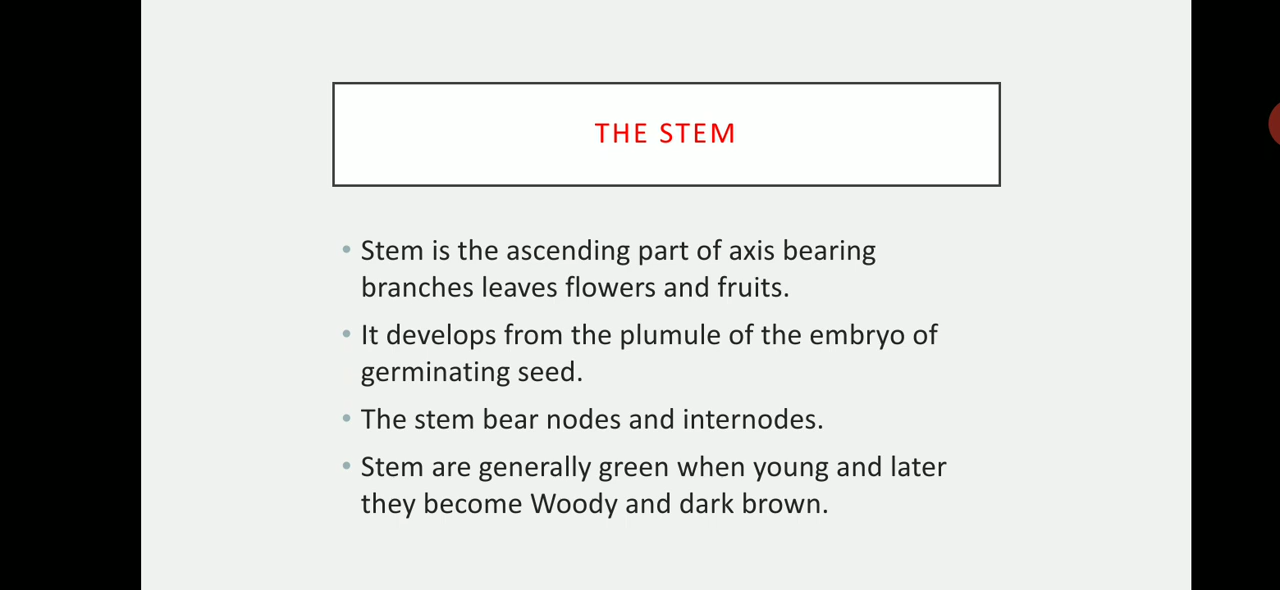 THE STEM
• Stem is the ascending part of axis bearing
branches leaves flowers and fruits.
• It develops from the plumule of the embryo of
germinating seed.
• The stem bear nodes and internodes.
• Stem are generally green when young and later
they become Woody and dark brown.